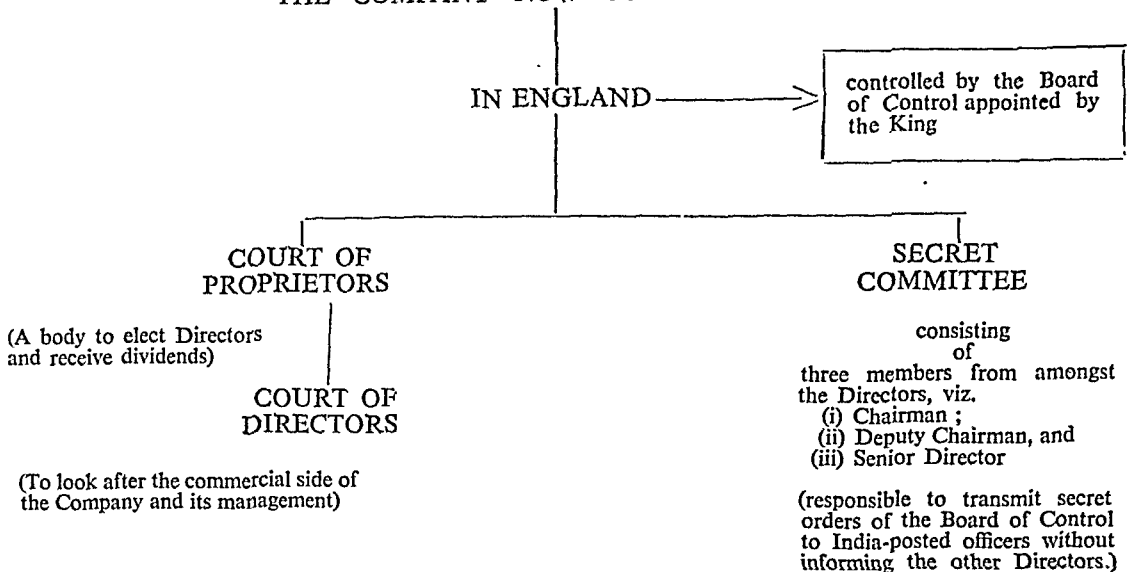 IN ENGLAND
controlled by the Board
of Control appointed by
the King
COURT OF
PROPRIETORS
(A body to elect Directors
and receive dividends)
COURT OF
DIRECTORS
(To look after the commercial side of
the Company and its management)
SECRET
COMMITTEE
consisting
of
three members from amongst
the Directors, viz.
(i) Chairman ;
(ii) Deputy Chairman, and
(iii) Senior Director
(responsible to transmit secret
orders of the Board of Control
to India-posted officers without
informing the other Directors.)